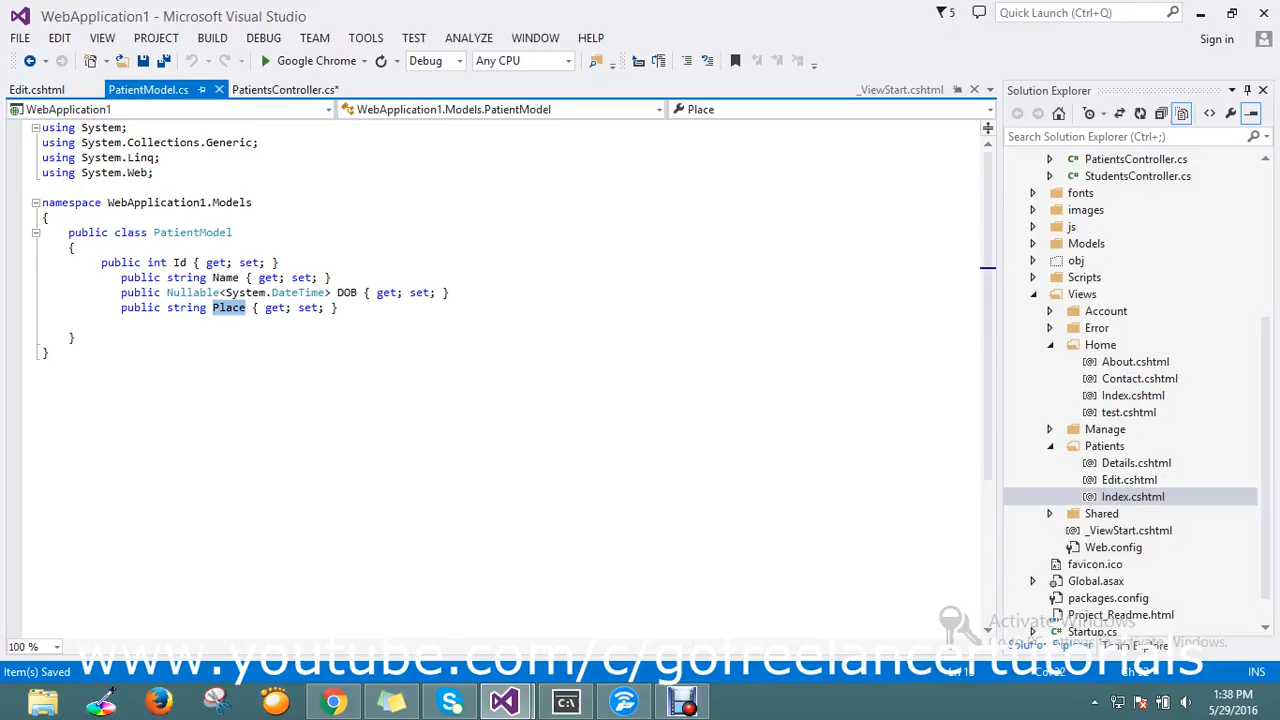 WebApplication1 - Microsoft Visual Studio
5
Quick Launch (Ctrl+Q)
FILE EDIT VIEW PROJECT BUILD DEBUG TEAM TOOLS TEST ANALYZE WINDOW HELP
Sign in
Google Chrome Debug Any CPU
Edit.cshtml PatientModel.cs PatientsController.cs* _ViewStart.cshtml
WebApplication1 WebApplication1.Models.PatientModel Place
using System;
using System.Collections.Generic;
using System.Linq;
using System.Web;
namespace WebApplication1.Models
{
public class PatientModel
{
public int Id { get; set; }
public string Name { get; set; }
public Nullable<System.DateTime> DOB { get; set; }
public string Place { get; set; }
}
}
Solution Explorer
Search Solution Explorer (Ctrl+;)
PatientsController.cs
StudentsController.cs
fonts
images
js
Models
obj
Scripts
Views
Account
Error
Home
About.cshtml
Contact.cshtml
Index.cshtml
test.cshtml
Manage
Patients
Details.cshtml
Edit.cshtml
Index.cshtml
Shared
_ViewStart.cshtml
Web.config
favicon.ico
Global.asax
packages.config
Project_Readme.html
Startup.cs
Activate Windows
100 %
www.youtube.com/c/gofreelancertutorials
Item(s) Saved
INS
1:38 PM
5/29/2016